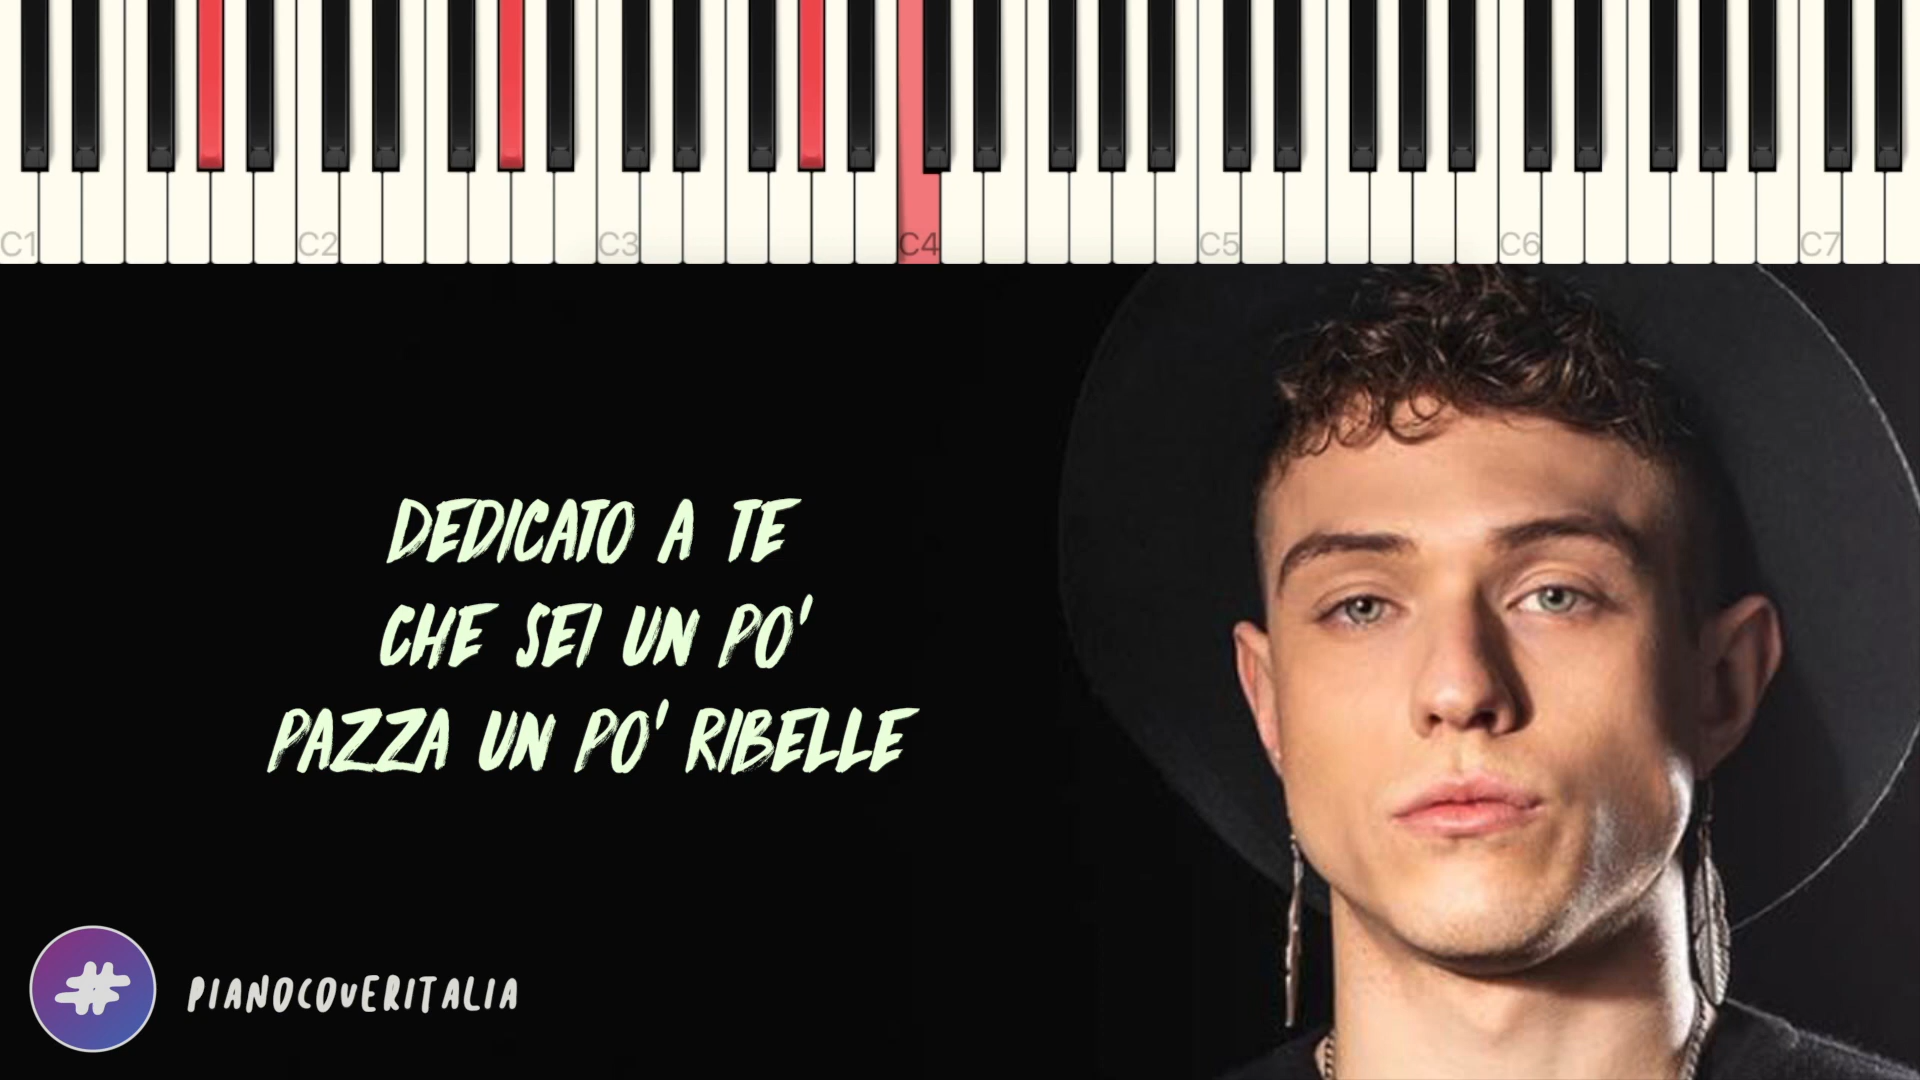 C1 C2 C3 C4 C5 C6 C7
DEDICATO A TE
CHE SEI UN PO'
PAZZA UN PO' RIBELLE
# PIANOCOVERITALIA